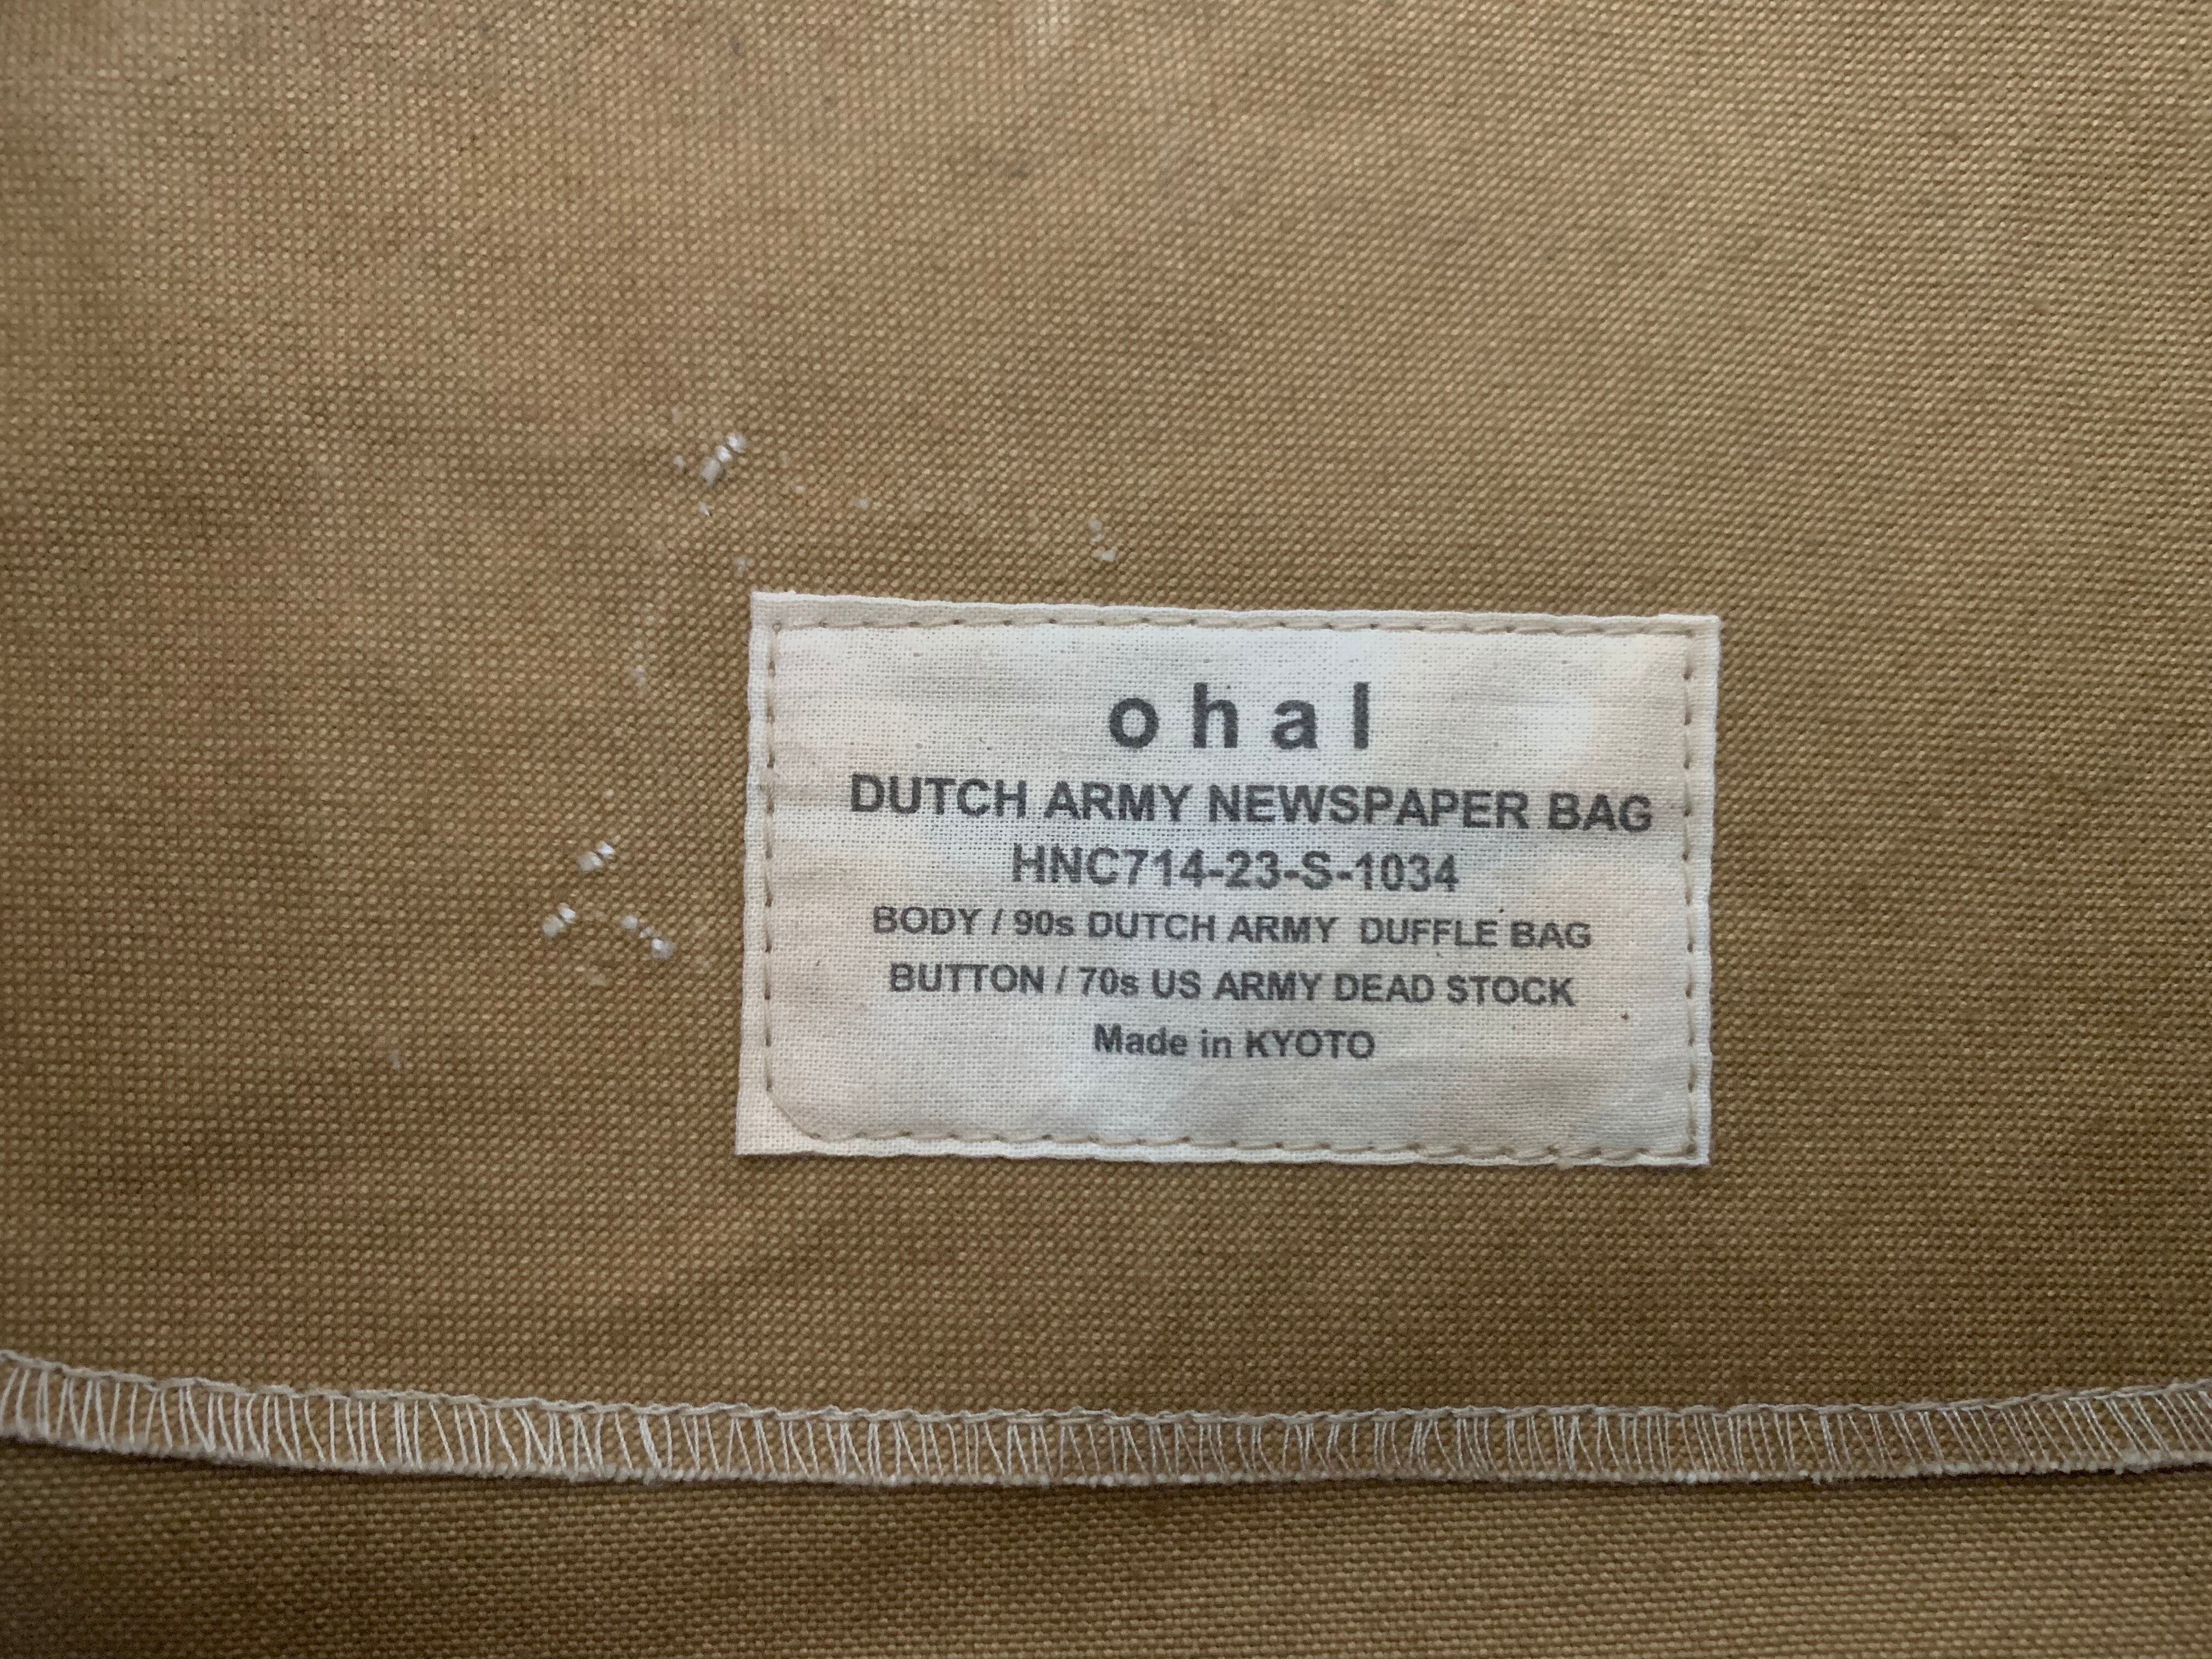 ohal
DUTCH ARMY NEWSPAPER BAG
HNC714-23-S-1034
BODY / 90s DUTCH ARMY DUFFLE BAG
BUTTON / 70s US ARMY DEAD STOCK
Made in KYOTO